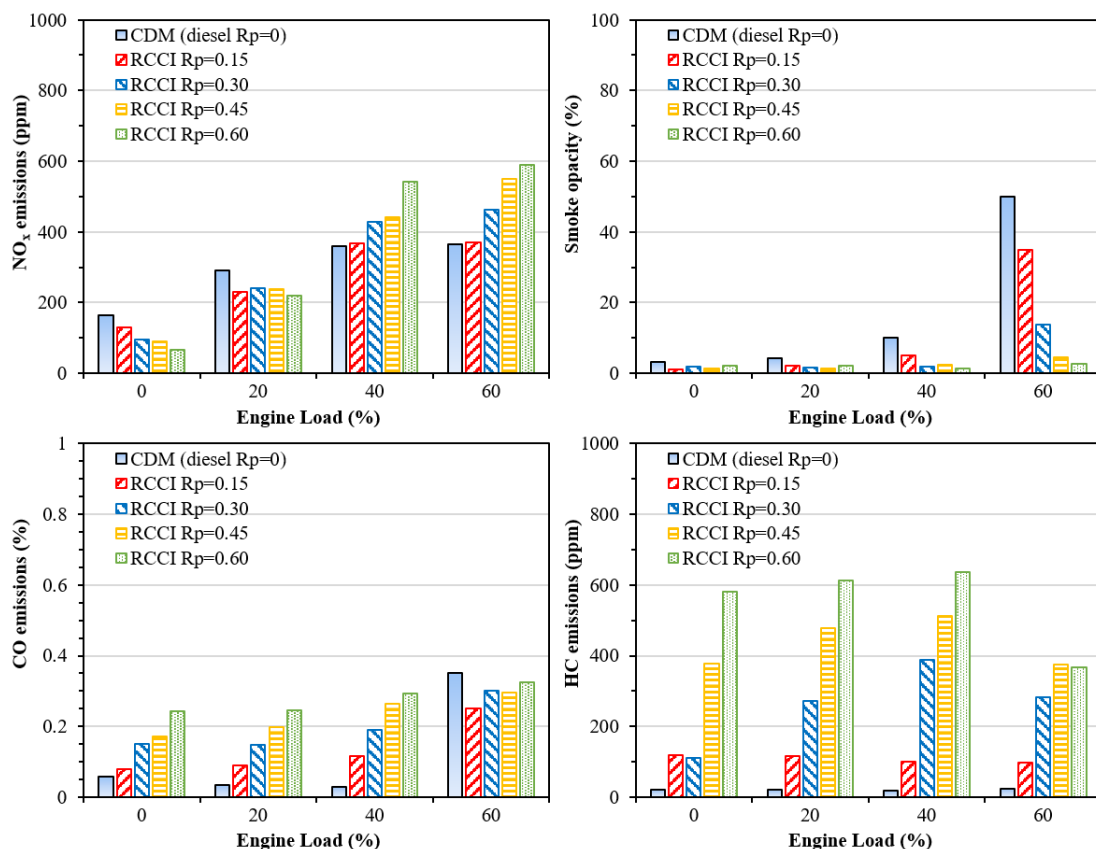 1000
800
600
400
200
0
NOx emissions (ppm)
CDM (diesel Rp=0)
RCCI Rp=0.15
RCCI Rp=0.30
RCCI Rp=0.45
RCCI Rp=0.60
0 20 40 60
Engine Load (%)
100
80
60
40
20
0
Smoke opacity (%)
CDM (diesel Rp=0)
RCCI Rp=0.15
RCCI Rp=0.30
RCCI Rp=0.45
RCCI Rp=0.60
0 20 40 60
Engine Load (%)
1
0.8
0.6
0.4
0.2
0
CO emissions (%)
CDM (diesel Rp=0)
RCCI Rp=0.15
RCCI Rp=0.30
RCCI Rp=0.45
RCCI Rp=0.60
0 20 40 60
Engine Load (%)
1000
800
600
400
200
0
HC emissions (ppm)
CDM (diesel Rp=0)
RCCI Rp=0.15
RCCI Rp=0.30
RCCI Rp=0.45
RCCI Rp=0.60
0 20 40 60
Engine Load (%)